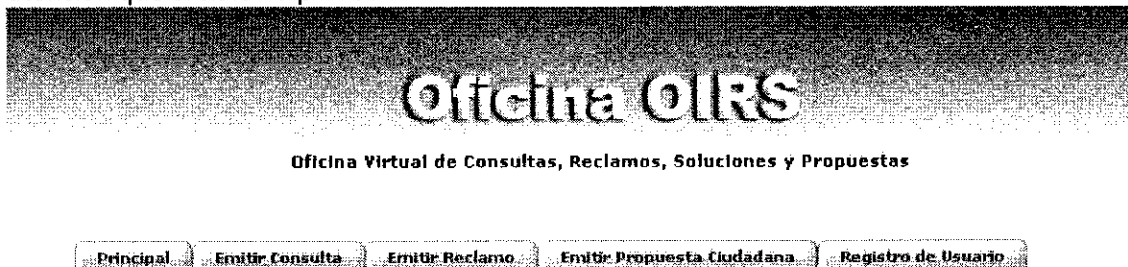 Oficina OIRS
Oficina Virtual de Consultas, Reclamos, Soluciones y Propuestas
Principal Emitir Consulta Emitir Reclamo Emitir Propuesta Ciudadana Registro de Usuario